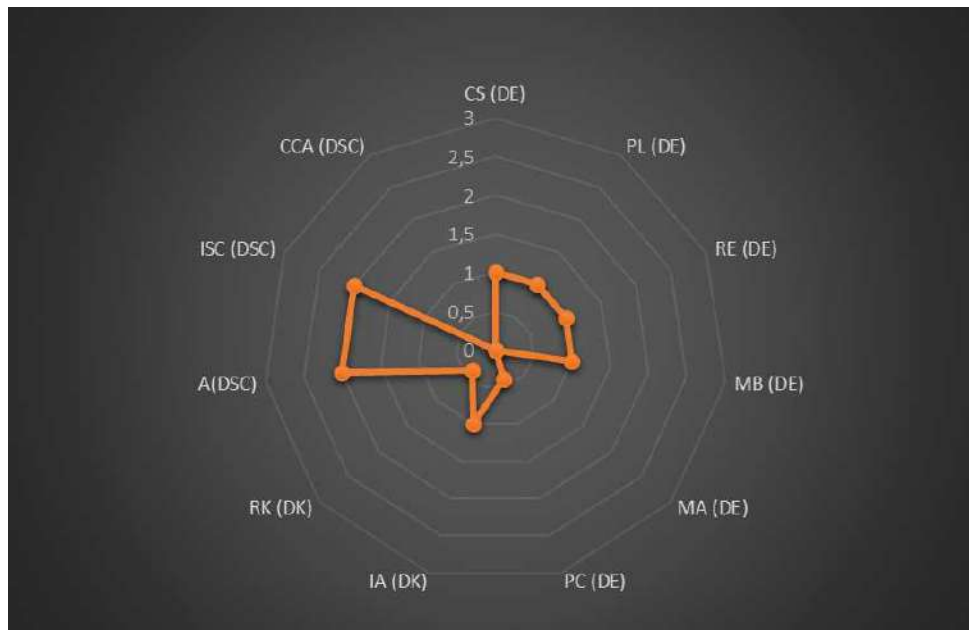 CS (DE)
PL (DE)
RE (DE)
MB (DE)
MA (DE)
PC (DE)
IA (DK)
RK (DK)
A(DSC)
ISC (DSC)
CCA (DSC)
3
2,5
2
1,5
1
0,5
0